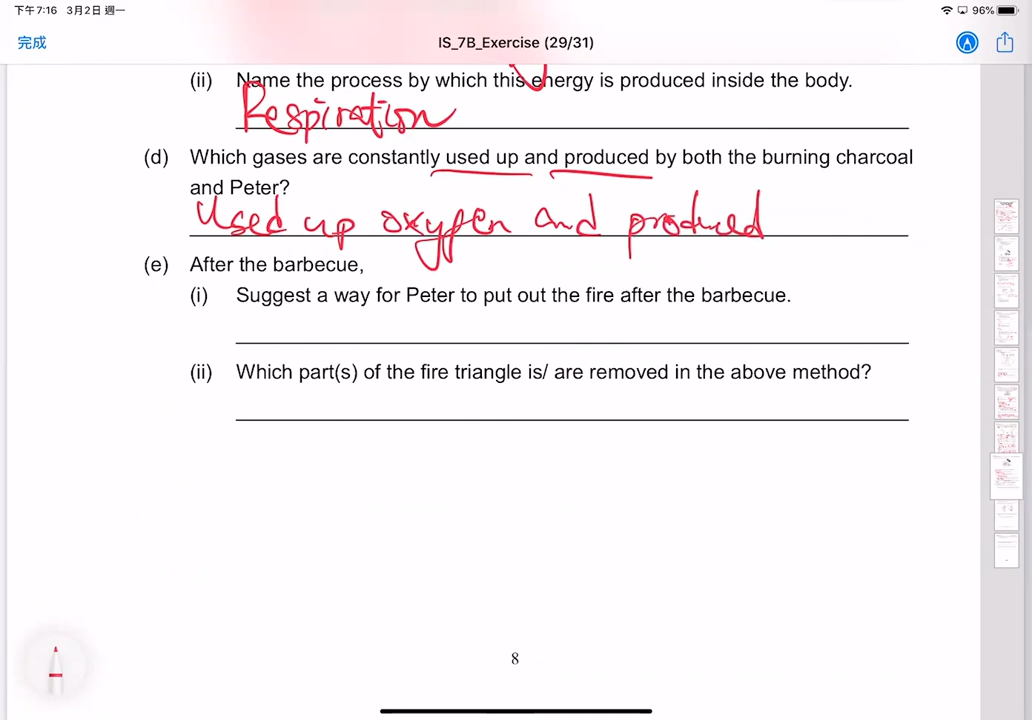 下午7:16 3月2日 週一
96%
完成
IS_7B_Exercise (29/31)
(ii) Name the process by which this energy is produced inside the body.
Respiration
(d) Which gases are constantly used up and produced by both the burning charcoal
and Peter?
Used up oxygen and produced
(e) After the barbecue,
(i) Suggest a way for Peter to put out the fire after the barbecue.
(ii) Which part(s) of the fire triangle is/ are removed in the above method?
8